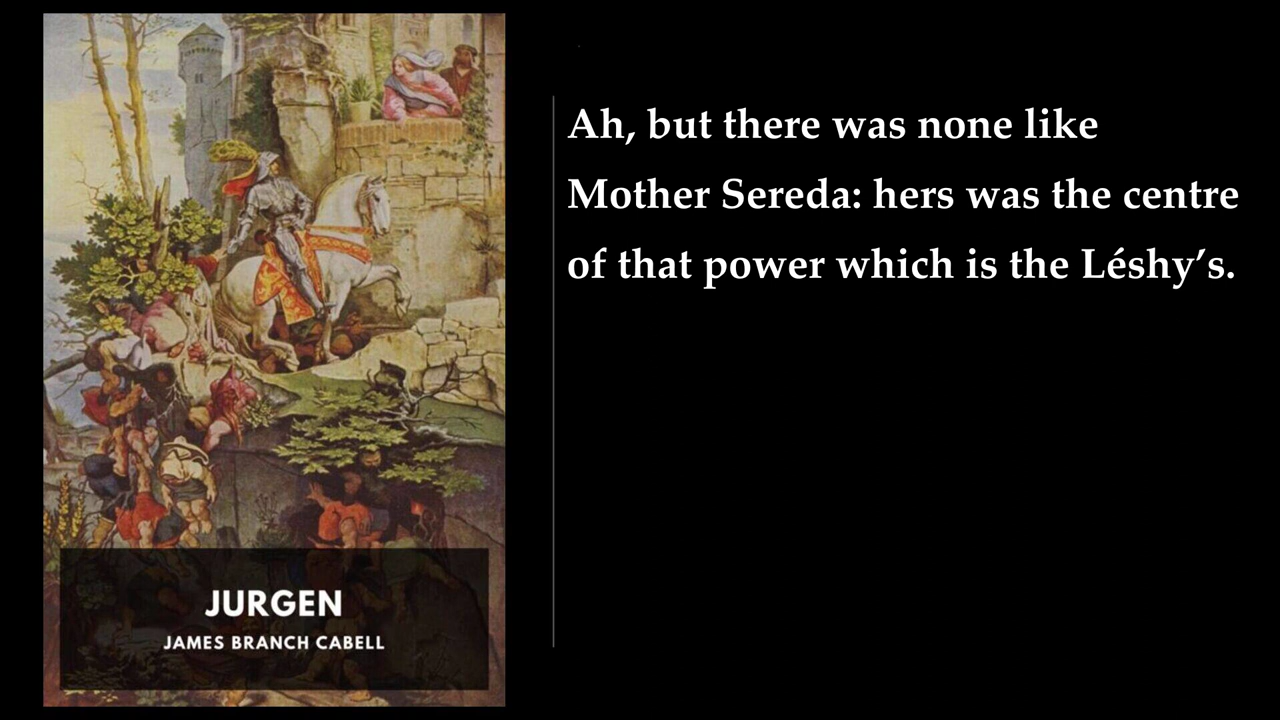 Ah, but there was none like
Mother Sereda: hers was the centre
of that power which is the Léshy’s.
JURGEN
JAMES BRANCH CABELL